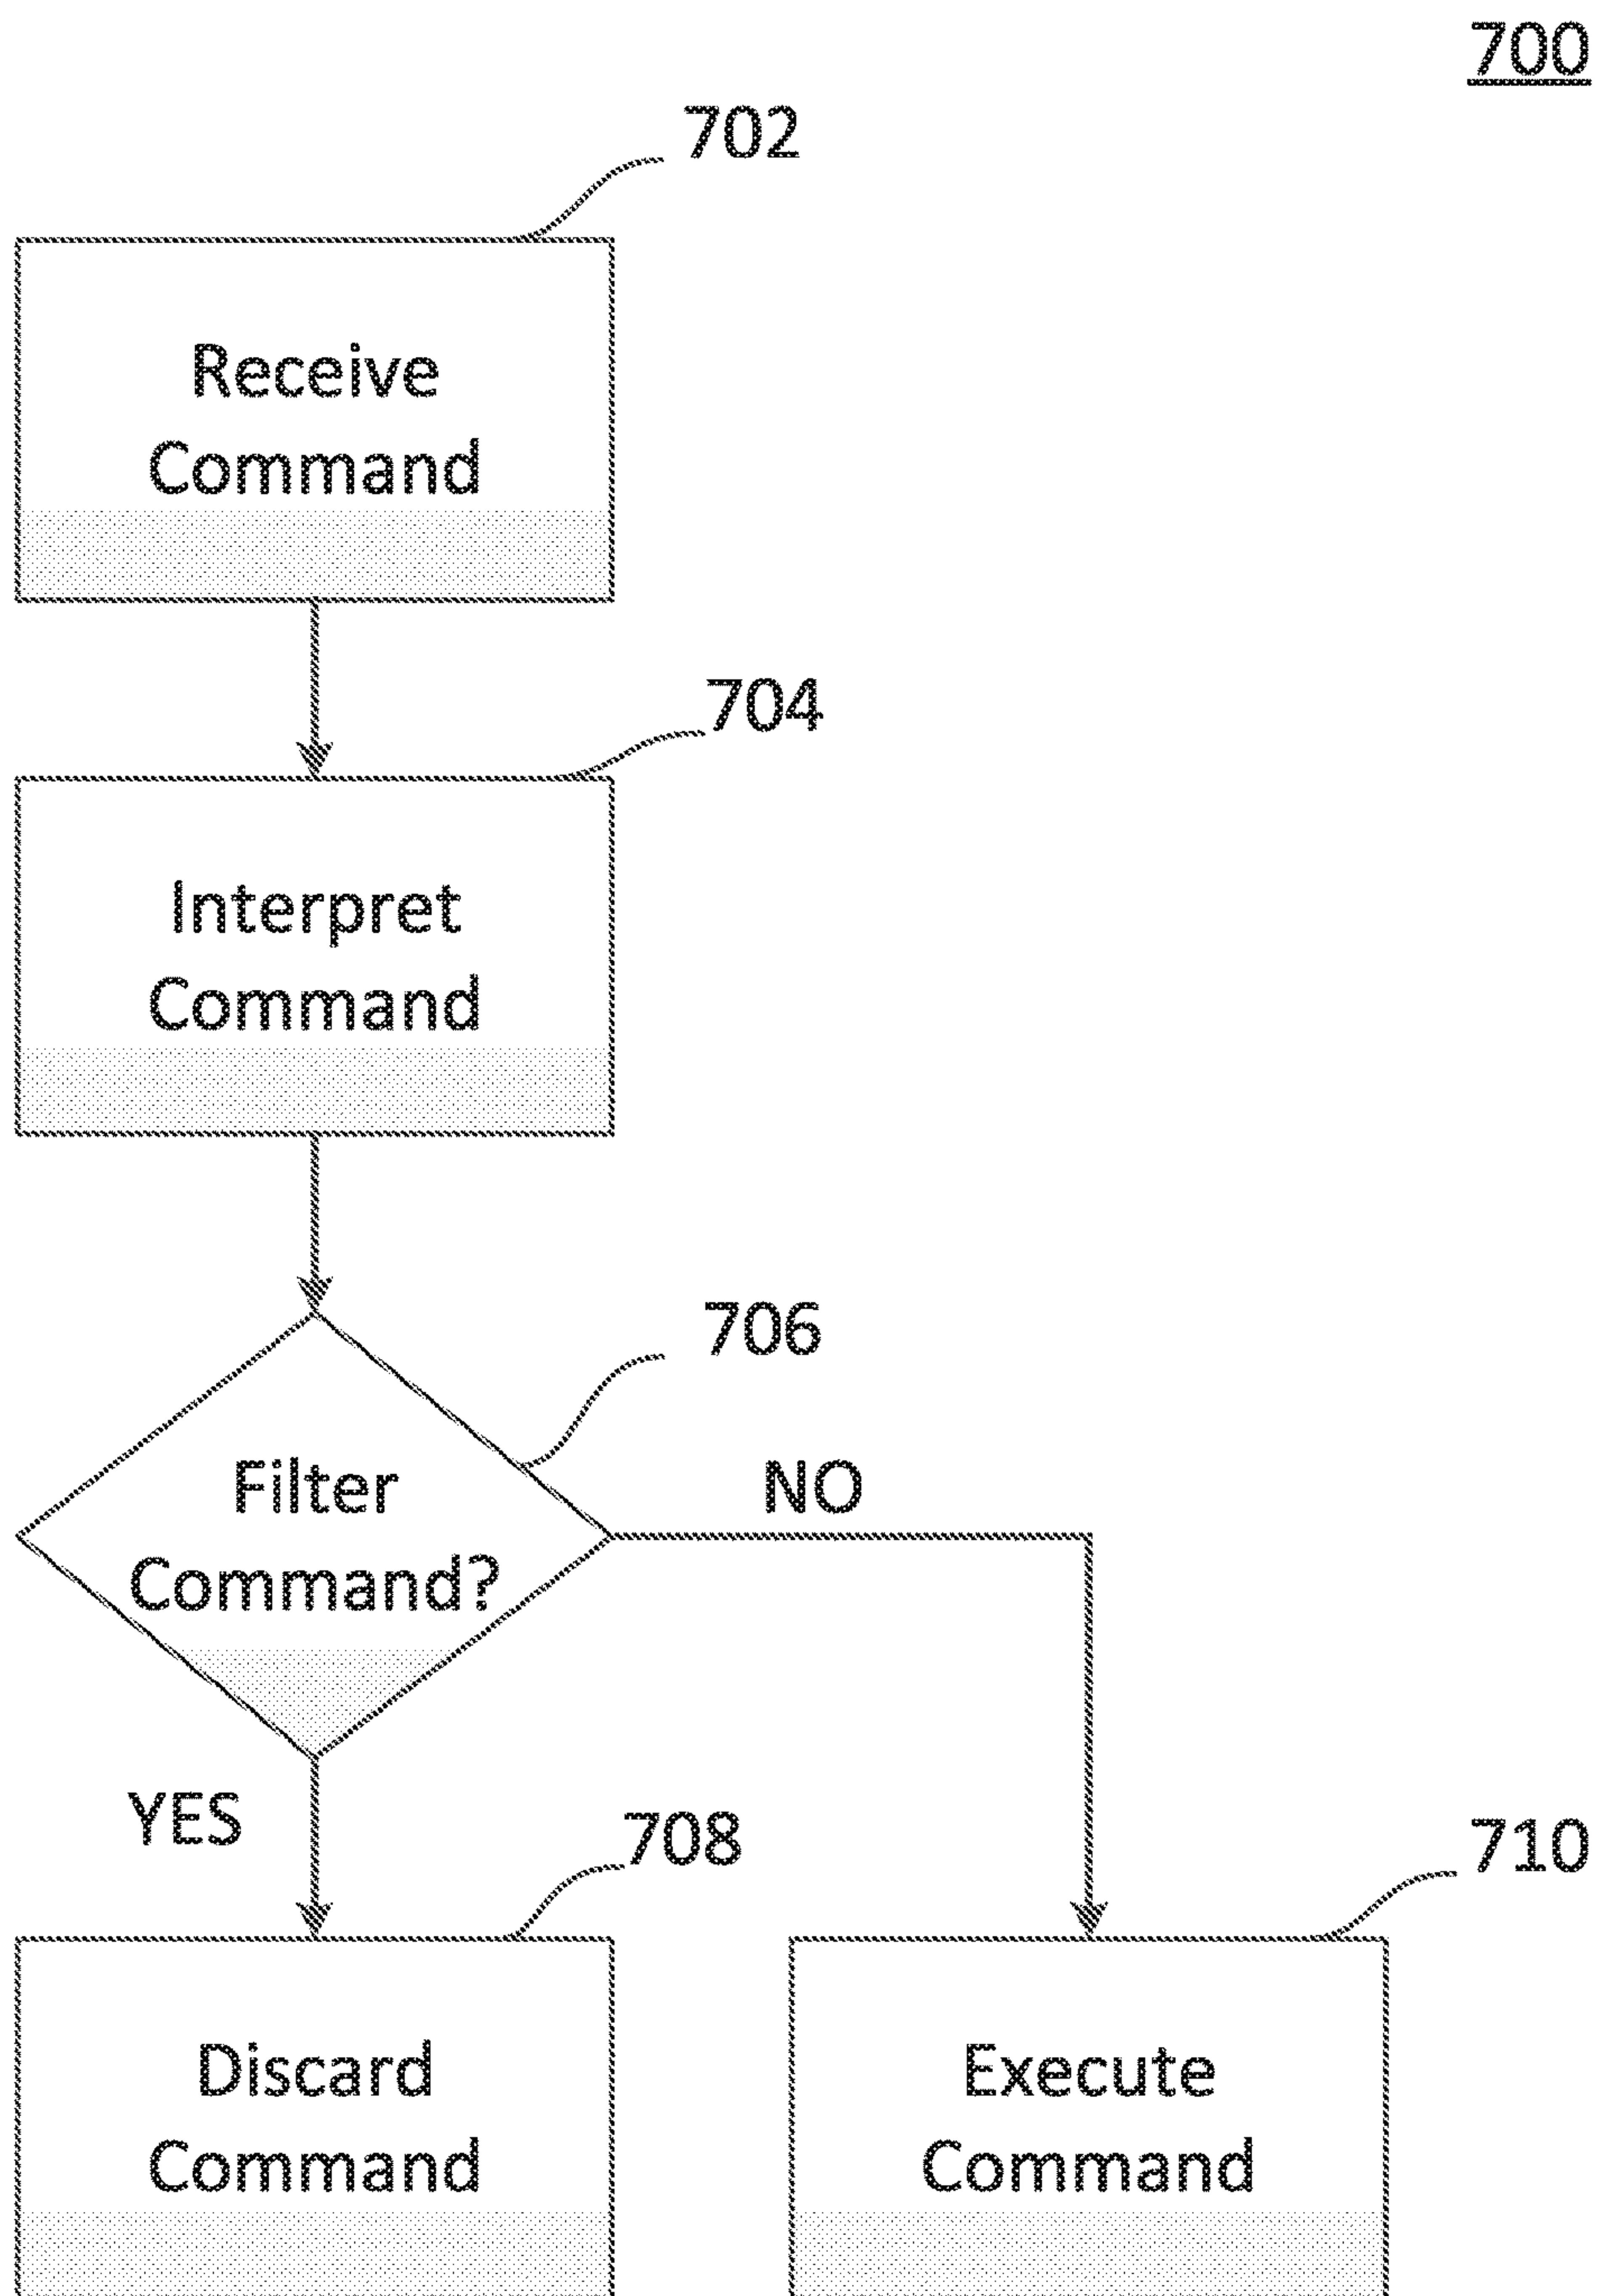 700
702
Receive
Command
704
Interpret
Command
706
Filter
Command?
NO
YES
708
710
Discard
Command
Execute
Command